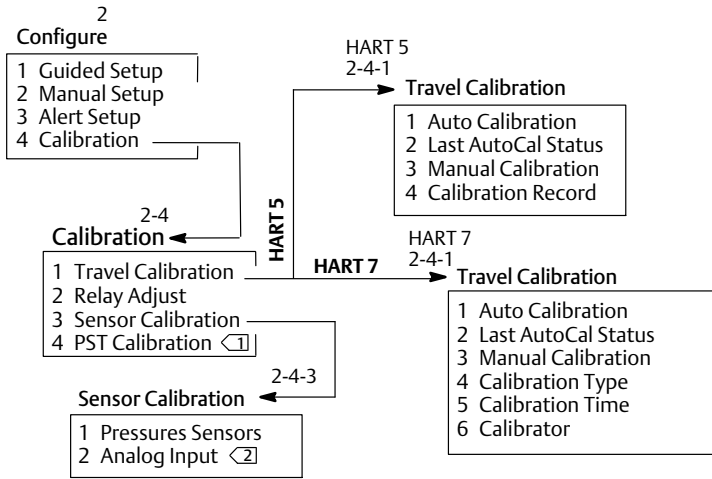 2
Configure
1 Guided Setup
2 Manual Setup
3 Alert Setup
4 Calibration
HART 5
2-4-1
Travel Calibration
1 Auto Calibration
2 Last AutoCal Status
3 Manual Calibration
4 Calibration Record
2-4
Calibration
1 Travel Calibration
2 Relay Adjust
3 Sensor Calibration
4 PST Calibration 1
HART 5
HART 7
HART 7
2-4-1
Travel Calibration
1 Auto Calibration
2 Last AutoCal Status
3 Manual Calibration
4 Calibration Type
5 Calibration Time
6 Calibrator
2-4-3
Sensor Calibration
1 Pressures Sensors
2 Analog Input 2